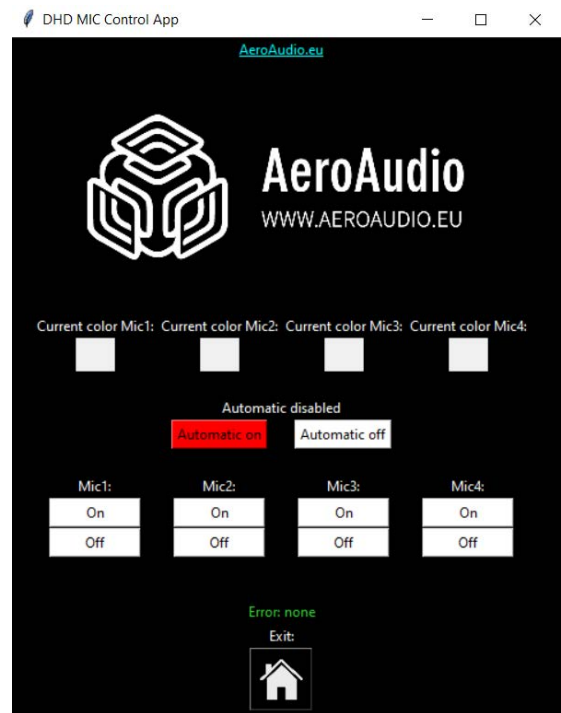 DHD MIC Control App
AeroAudio.eu
AeroAudio
WWW.AEROAUDIO.EU
Current color Mic1: Current color Mic2: Current color Mic3: Current color Mic4:
Automatic disabled
Automatic on Automatic off
Mic1: Mic2: Mic3: Mic4:
On On On On
Off Off Off Off
Error: none
Exit: